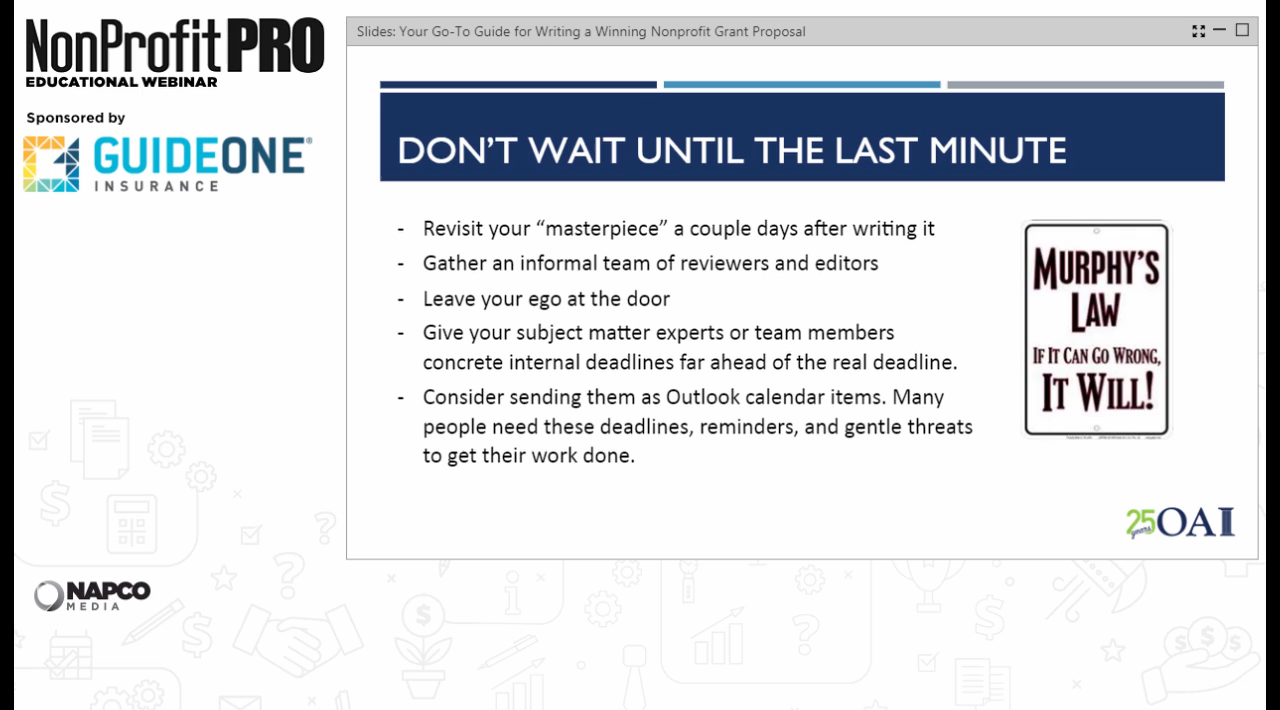 NonProfit PRO
EDUCATIONAL WEBINAR
Sponsored by
GUIDEONE®
INSURANCE
Slides: Your Go-To Guide for Writing a Winning Nonprofit Grant Proposal
DON'T WAIT UNTIL THE LAST MINUTE
- Revisit your “masterpiece” a couple days after writing it
- Gather an informal team of reviewers and editors
- Leave your ego at the door
- Give your subject matter experts or team members
concrete internal deadlines far ahead of the real deadline.
- Consider sending them as Outlook calendar items. Many
people need these deadlines, reminders, and gentle threats
to get their work done.
MURPHY'S
LAW
IF IT CAN GO WRONG,
IT WILL!
25 years OAI
NAPCO
MEDIA